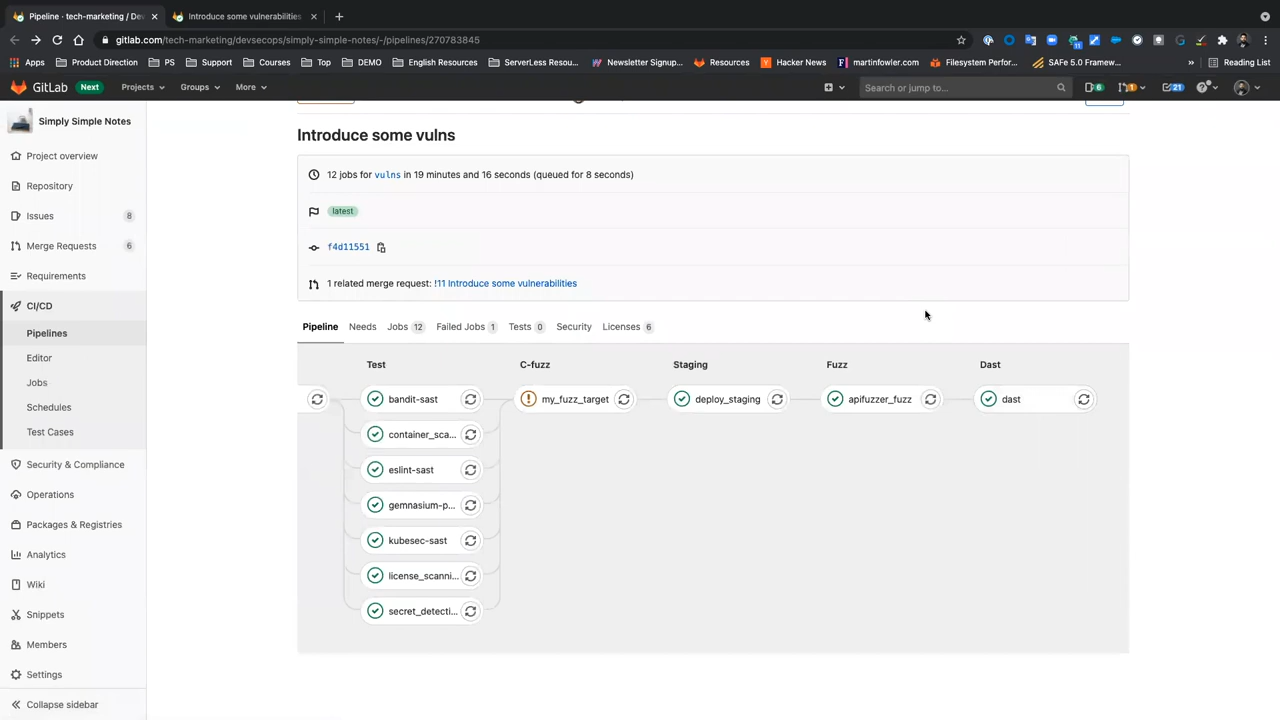 Pipeline · tech-marketing / Dev
Introduce some vulnerabilities
gitlab.com/tech-marketing/devsecops/simply-simple-notes/-/pipelines/270783845
Apps Product Direction PS Support Courses Top DEMO English Resources ServerLess Resou... Newsletter Signup... Resources Hacker News martinfowler.com Filesystem Perfor... SAFe 5.0 Framew... » Reading List
GitLab Next Projects Groups More Search or jump to... 6 1 21
Simply Simple Notes
Project overview
Repository
Issues 8
Merge Requests 6
Requirements
CI/CD
Pipelines
Editor
Jobs
Schedules
Test Cases
Security & Compliance
Operations
Packages & Registries
Analytics
Wiki
Snippets
Members
Settings
Collapse sidebar
Introduce some vulns
12 jobs for vulns in 19 minutes and 16 seconds (queued for 8 seconds)
latest
f4d11551
1 related merge request: !11 Introduce some vulnerabilities
Pipeline Needs Jobs 12 Failed Jobs 1 Tests 0 Security Licenses 6
Test C-fuzz Staging Fuzz Dast
bandit-sast my_fuzz_target deploy_staging apifuzzer_fuzz dast
container_sca...
eslint-sast
gemnasium-p...
kubesec-sast
license_scanni...
secret_detecti...